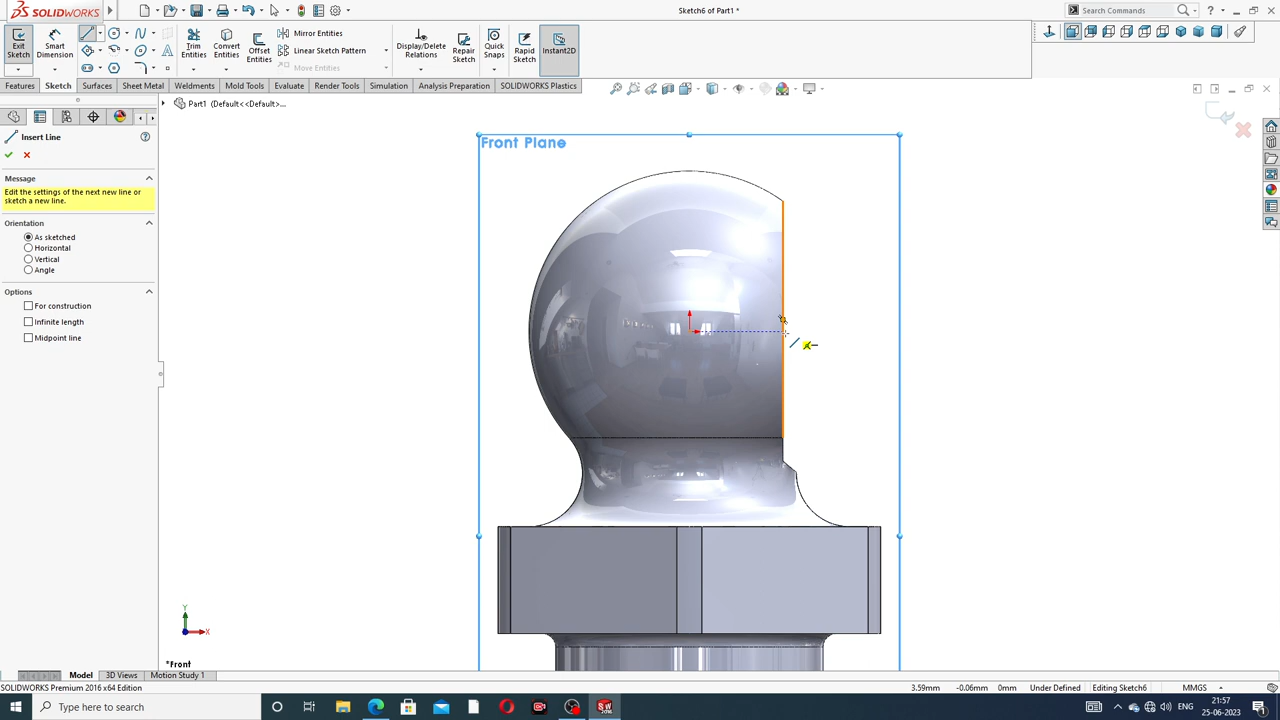 SOLIDWORKS
Sketch6 of Part1 *
Search Commands
Exit Sketch
Smart Dimension
Trim Entities
Convert Entities
Offset Entities
Mirror Entities
Linear Sketch Pattern
Move Entities
Display/Delete Relations
Repair Sketch
Quick Snaps
Rapid Sketch
Instant2D
Features
Sketch
Surfaces
Sheet Metal
Weldments
Mold Tools
Evaluate
Render Tools
Simulation
Analysis Preparation
SOLIDWORKS Plastics
Part1 (Default<<Default>...
Insert Line
Message
Edit the settings of the next new line or
sketch a new line.
Orientation
As sketched
Horizontal
Vertical
Angle
Options
For construction
Infinite length
Midpoint line
Front Plane
Y
X
*Front
Model
3D Views
Motion Study 1
SOLIDWORKS Premium 2016 x64 Edition
3.59mm
-0.06mm
0mm
Under Defined
Editing Sketch6
MMGS
Type here to search
21:57
25-06-2023